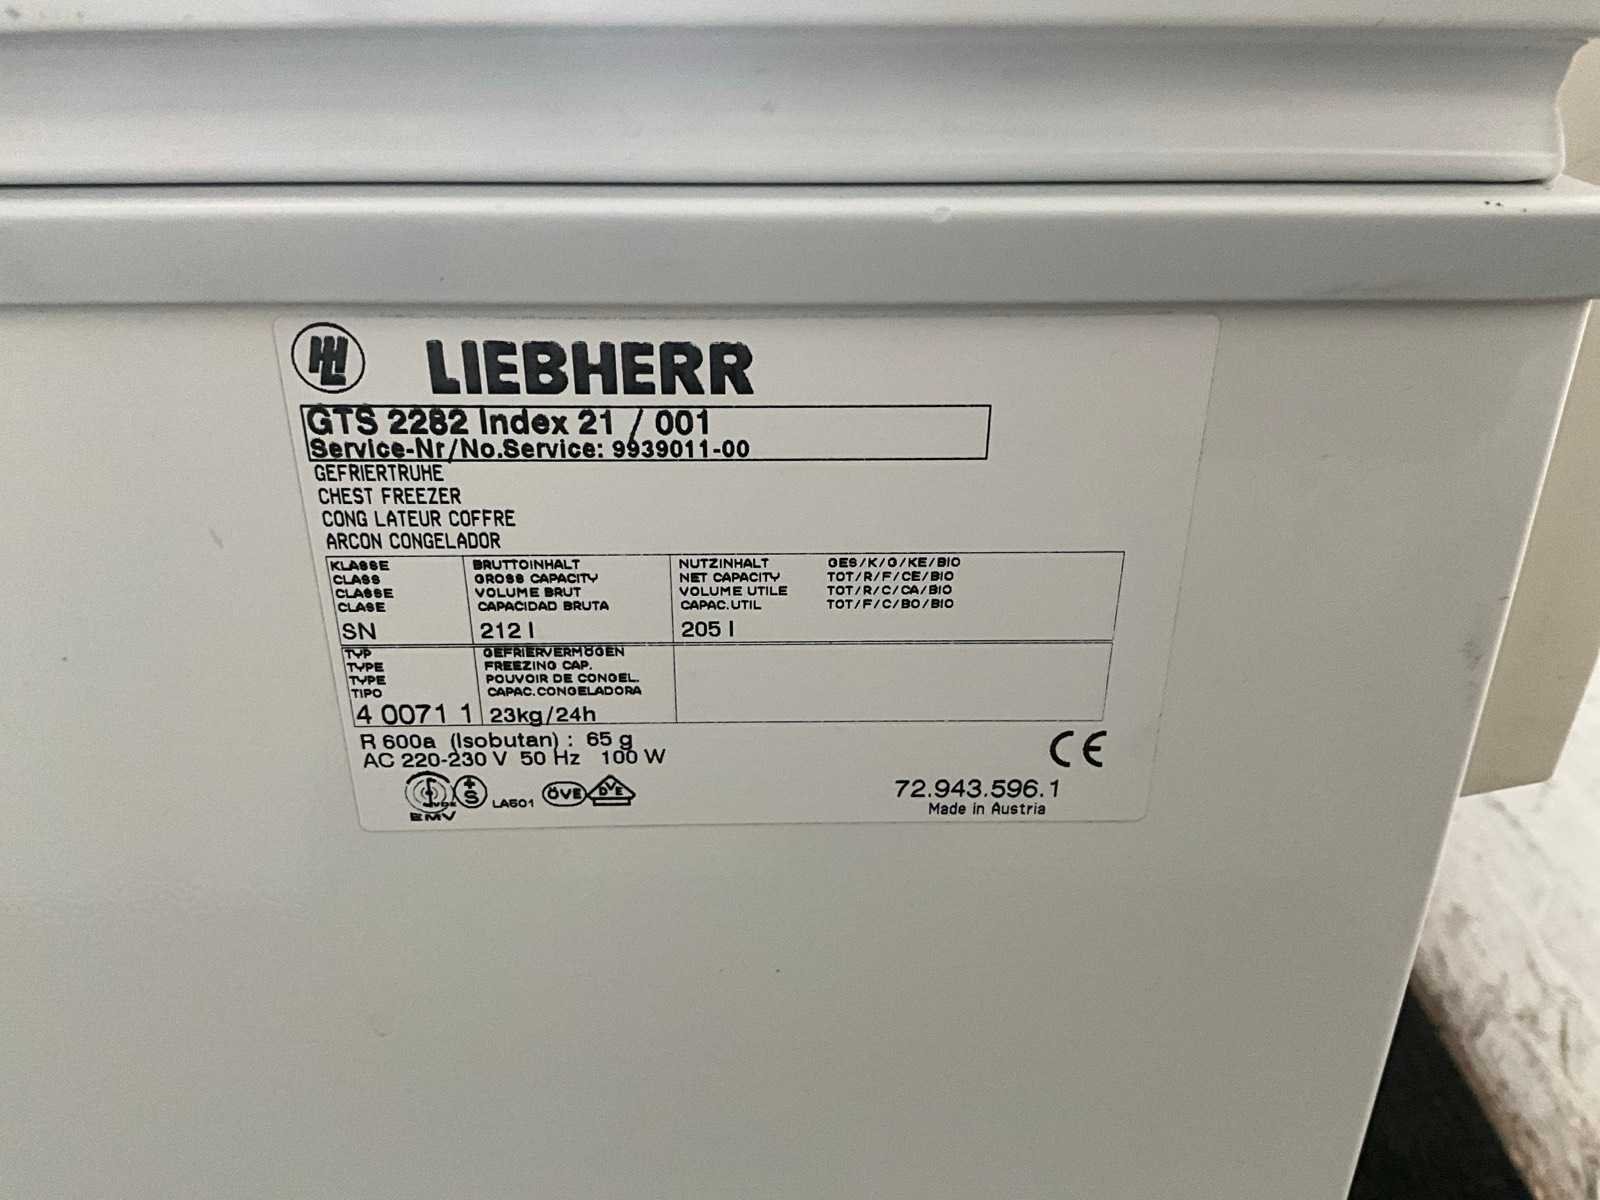 LIEBHERR
GTS 2282 Index 21 / 001
Service-Nr/No.Service: 9939011-00
GEFRIERTRUHE
CHEST FREEZER
CONG LATEUR COFFRE
ARCON CONGELADOR
KLASSE BRUTTOINHALT NUTZINHALT GES/K/G/KE/BIO
CLASS GROSS CAPACITY NET CAPACITY TOT/R/F/CE/BIO
CLASSE VOLUME BRUT VOLUME UTILE TOT/R/C/CA/BIO
CLASE CAPACIDAD BRUTA CAPAC.UTIL TOT/F/C/BO/BIO
SN 212 l 205 l
TYP GEFRIERVERMÖGEN
TYPE FREEZING CAP.
TYPE POUVOIR DE CONGEL.
TIPO CAPAC.CONGELADORA
4 0071 1 23kg/24h
R 600a (Isobutan) : 65 g
AC 220-230 V 50 Hz 100 W
CE
VDE S LA501 ÖVE DVE
EMV
72.943.596.1
Made in Austria